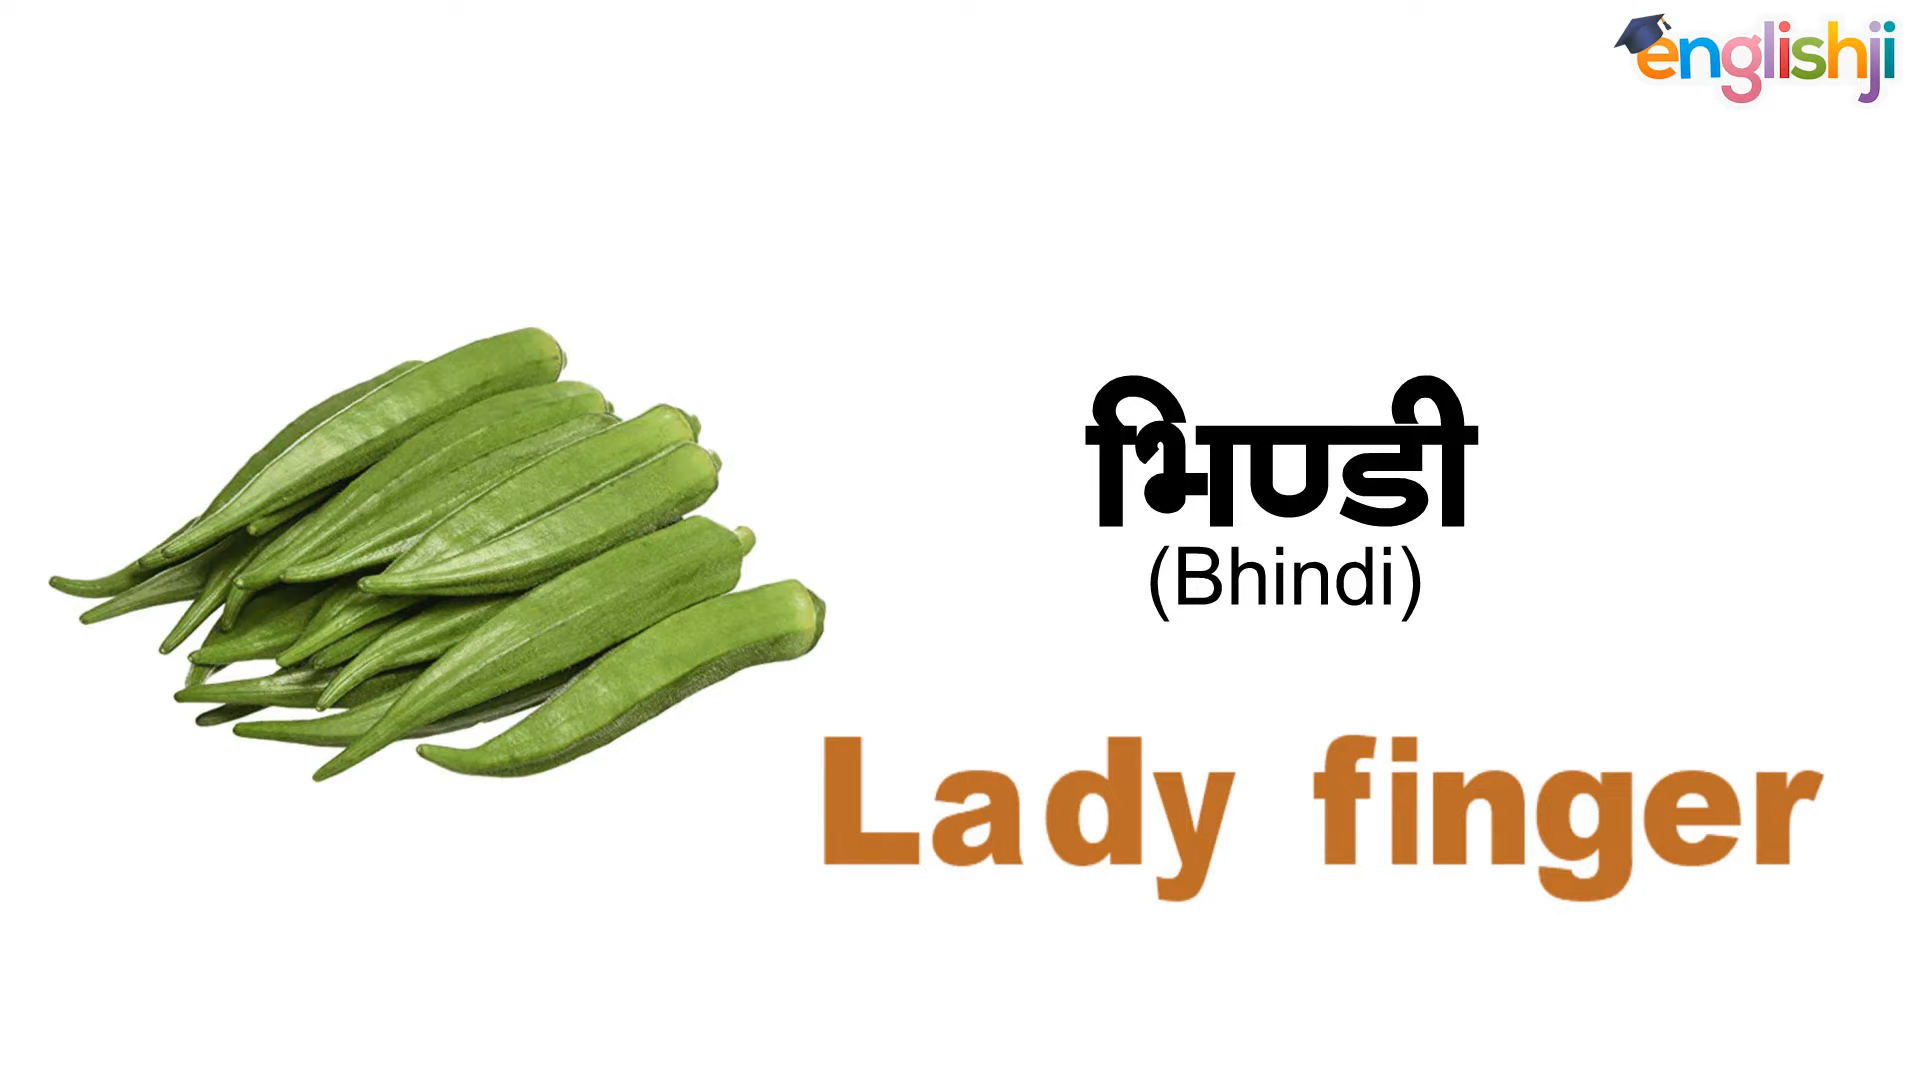 englishji
भिण्डी
(Bhindi)
Lady finger